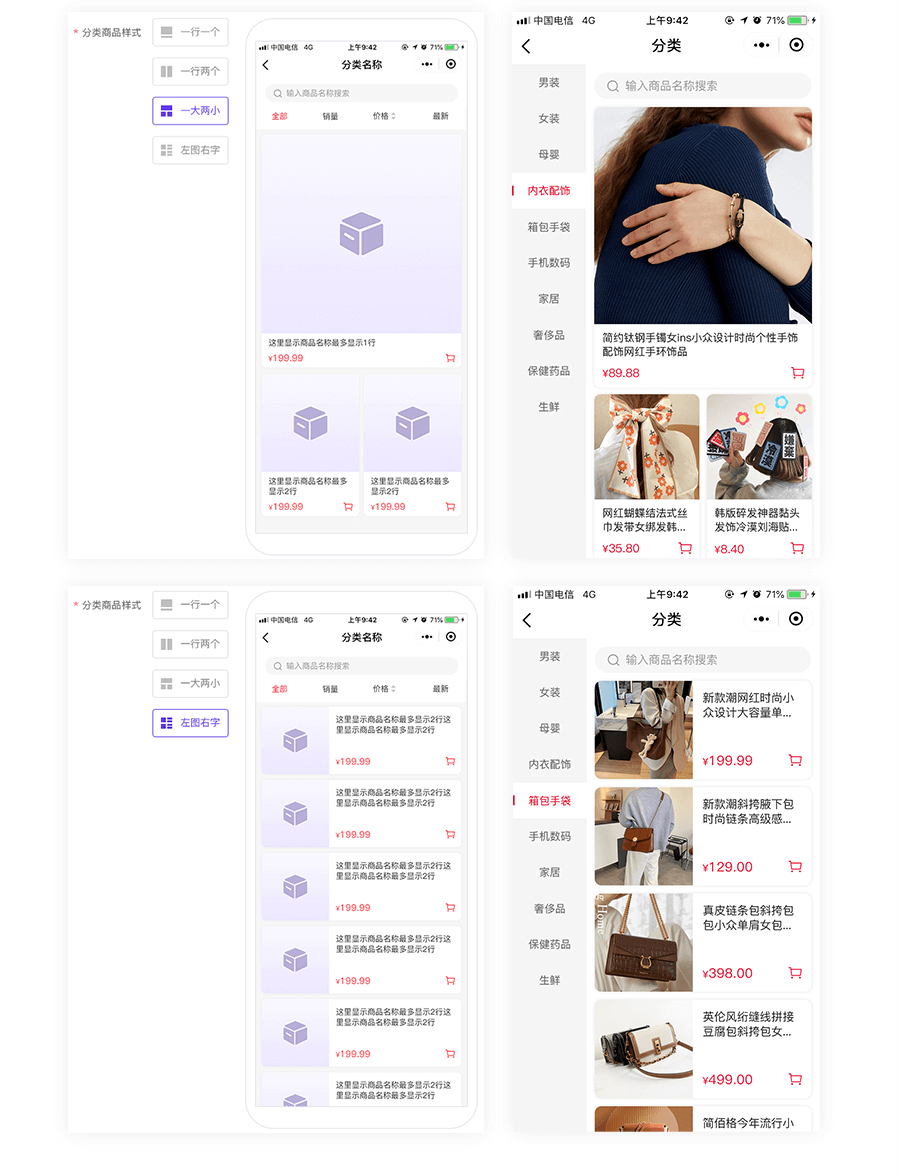 * 分类商品样式
一行一个
一行两个
一大两小
左图右字
中国电信 4G 上午9:42 71%
分类名称
输入商品名称搜索
全部 销量 价格 最新
这里显示商品名称最多显示1行
¥199.99
这里显示商品名称最多
显示2行
¥199.99
这里显示商品名称最多
显示2行
¥199.99
中国电信 4G 上午9:42 71%
分类
男装
女装
母婴
内衣配饰
箱包手袋
手机数码
家居
奢侈品
保健药品
生鲜
输入商品名称搜索
简约钛钢手镯女ins小众设计时尚个性手饰
配饰网红手环饰品
¥89.88
网红蝴蝶结法式丝
巾发带女绑发韩...
¥35.80
嫌棄
韩版碎发神器黏头
发饰冷漠刘海贴...
¥8.40
* 分类商品样式
一行一个
一行两个
一大两小
左图右字
中国电信 4G 上午9:42 71%
分类名称
输入商品名称搜索
全部 销量 价格 最新
这里显示商品名称最多显示2行这
里显示商品名称最多显示2行
¥199.99
这里显示商品名称最多显示2行这
里显示商品名称最多显示2行
¥199.99
这里显示商品名称最多显示2行这
里显示商品名称最多显示2行
¥199.99
这里显示商品名称最多显示2行这
里显示商品名称最多显示2行
¥199.99
这里显示商品名称最多显示2行这
里显示商品名称最多显示2行
¥199.99
这里显示商品名称最多显示2行这
里显示商品名称最多显示2行
中国电信 4G 上午9:42 71%
分类
男装
女装
母婴
内衣配饰
箱包手袋
手机数码
家居
奢侈品
保健药品
生鲜
输入商品名称搜索
新款潮网红时尚小
众设计大容量单...
¥199.99
新款潮斜挎腋下包
时尚链条高级感...
¥129.00
Home
真皮链条包斜挎包
包小众单肩女包...
¥398.00
英伦风绗缝线拼接
豆腐包斜挎包女...
¥499.00
简佰格今年流行小